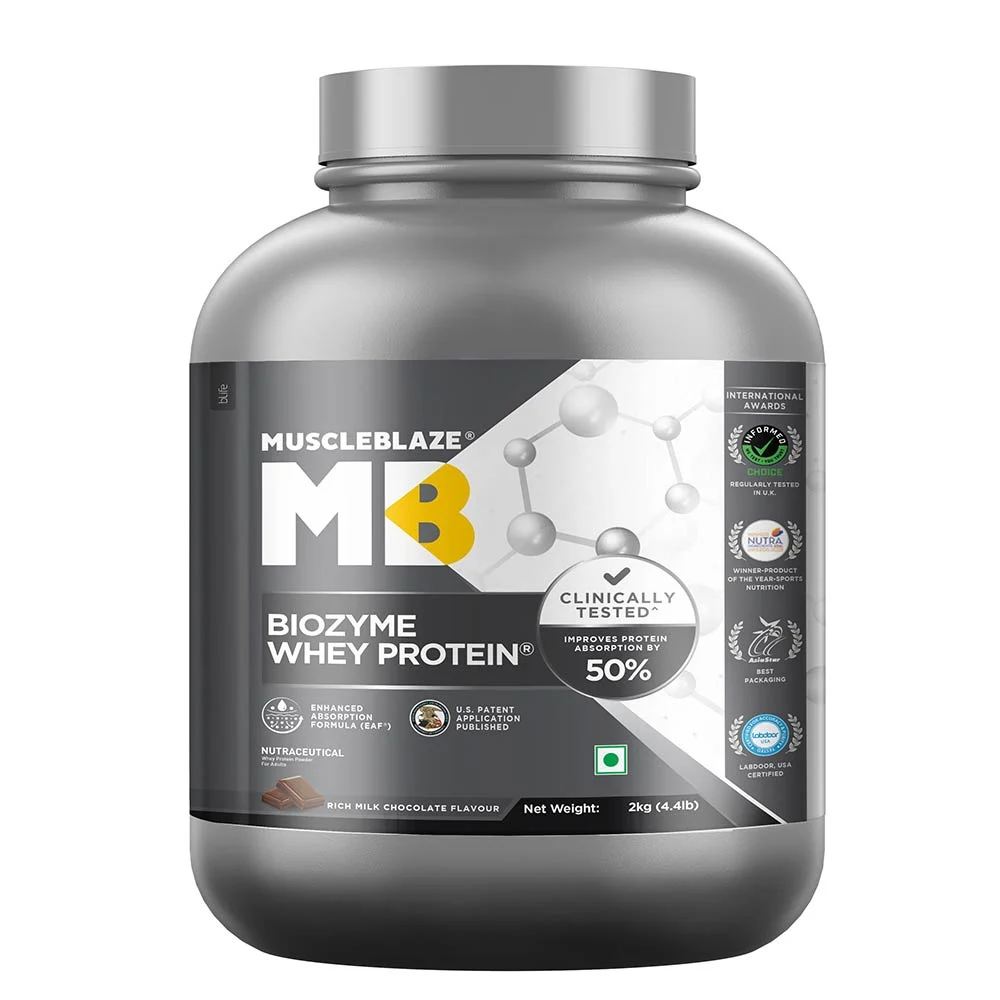 bLife
MUSCLEBLAZE®
MB
BIOZYME
WHEY PROTEIN®
ENHANCED
ABSORPTION
FORMULA (EAF®)
U.S. PATENT
APPLICATION
PUBLISHED
NUTRACEUTICAL
Whey Protein Powder
For Adults
RICH MILK CHOCOLATE FLAVOUR
Net Weight: 2kg (4.4lb)
CLINICALLY
TESTED^
IMPROVES PROTEIN
ABSORPTION BY
50%
INTERNATIONAL
AWARDS
INFORMED
CHOICE
REGULARLY TESTED
IN U.K.
NUTRA
WINNER-PRODUCT
OF THE YEAR-SPORTS
NUTRITION
AsiaStar
BEST
PACKAGING
labdoor
USA
LABDOOR, USA
CERTIFIED